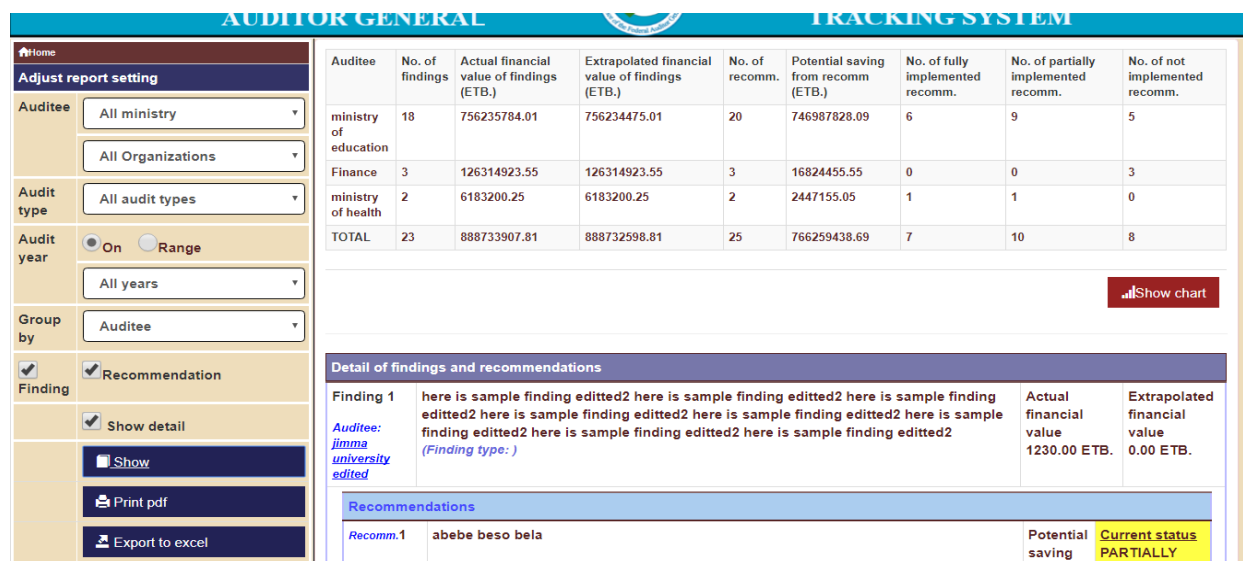 AUDITOR GENERAL TRACKING SYSTEM
Home
Adjust report setting
Auditee
All ministry
All Organizations
Audit type
All audit types
Audit year
On Range
All years
Group by
Auditee
Finding
Recommendation
Show detail
Show
Print pdf
Export to excel
Auditee No. of findings Actual financial value of findings (ETB.) Extrapolated financial value of findings (ETB.) No. of recomm. Potential saving from recomm (ETB.) No. of fully implemented recomm. No. of partially implemented recomm. No. of not implemented recomm.
ministry of education 18 756235784.01 756234475.01 20 746987828.09 6 9 5
Finance 3 126314923.55 126314923.55 3 16824455.55 0 0 3
ministry of health 2 6183200.25 6183200.25 2 2447155.05 1 1 0
TOTAL 23 888733907.81 888732598.81 25 766259438.69 7 10 8
Show chart
Detail of findings and recommendations
Finding 1
Auditee:
jimma
university
edited
here is sample finding editted2 here is sample finding editted2 here is sample finding
editted2 here is sample finding editted2 here is sample finding editted2 here is sample
finding editted2 here is sample finding editted2 here is sample finding editted2
(Finding type: )
Actual
financial
value
1230.00 ETB.
Extrapolated
financial
value
0.00 ETB.
Recommendations
Recomm.1 abebe beso bela
Potential
saving
Current status
PARTIALLY